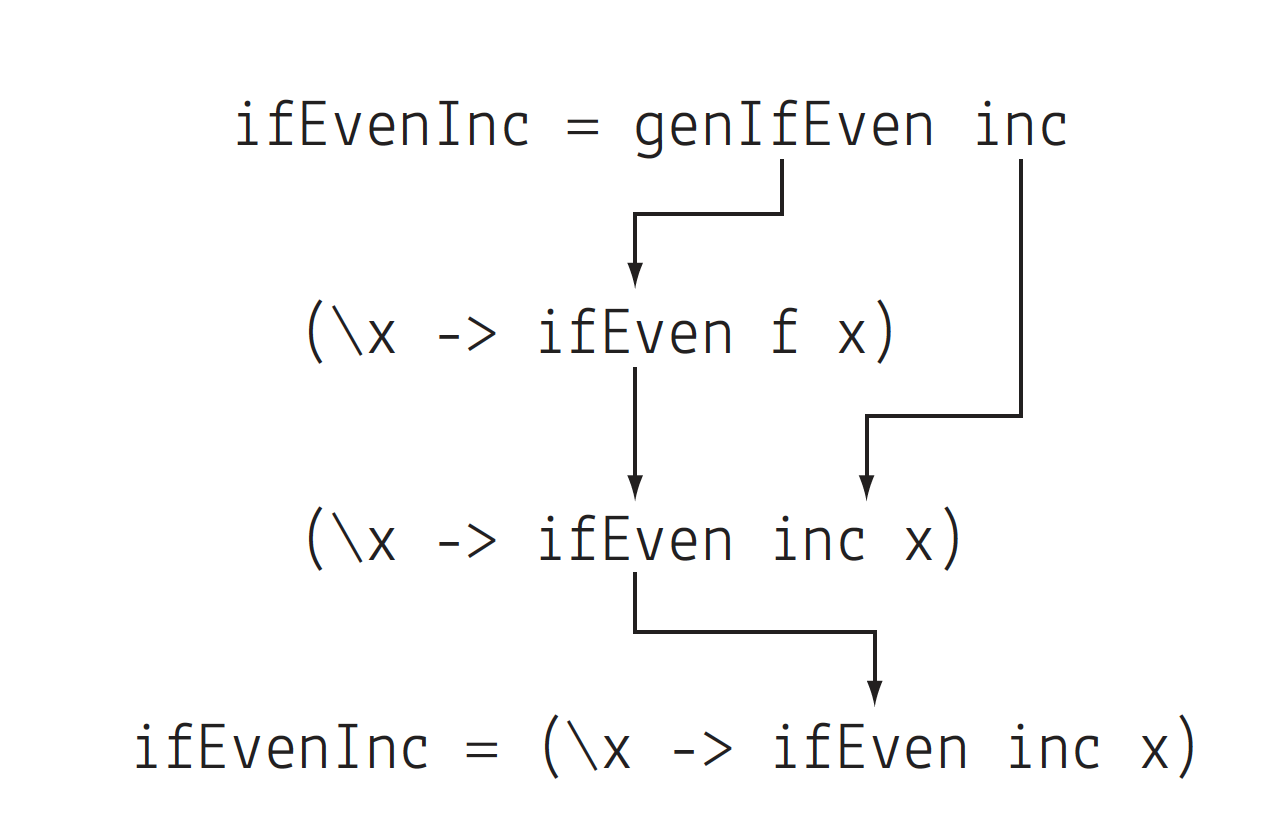 ifEvenInc = genIfEven inc
(\x -> ifEven f x)
(\x -> ifEven inc x)
ifEvenInc = (\x -> ifEven inc x)